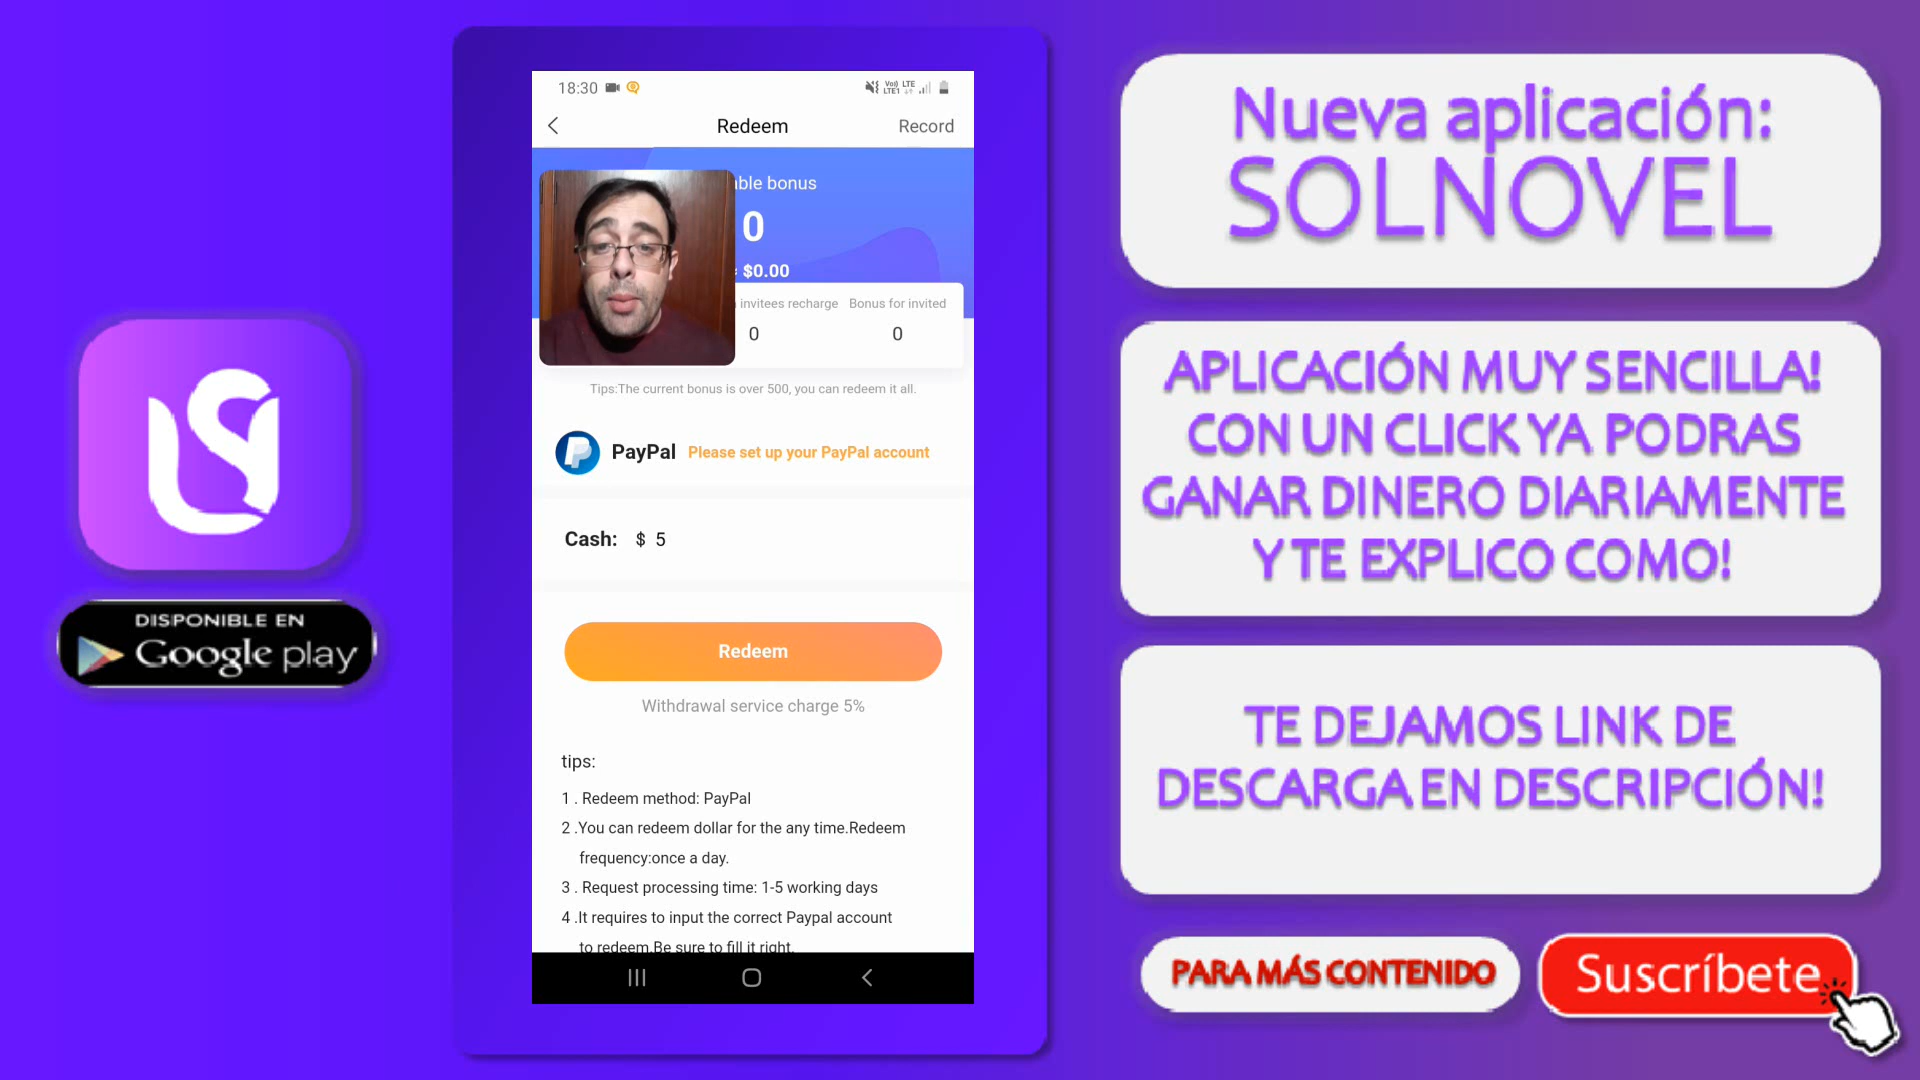 DISPONIBLE EN
Google play
18:30
Vo)) LTE
LTE1
Redeem
Record
able bonus
0
$0.00
invitees recharge
Bonus for invited
0
0
Tips:The current bonus is over 500, you can redeem it all.
PayPal
Please set up your PayPal account
Cash: $ 5
Redeem
Withdrawal service charge 5%
tips:
1 . Redeem method: PayPal
2 .You can redeem dollar for the any time.Redeem
frequency:once a day.
3 . Request processing time: 1-5 working days
4 .It requires to input the correct Paypal account
to redeem.Be sure to fill it right.
Nueva aplicación:
SOLNOVEL
APLICACIÓN MUY SENCILLA!
CON UN CLICK YA PODRAS
GANAR DINERO DIARIAMENTE
Y TE EXPLICO COMO!
TE DEJAMOS LINK DE
DESCARGA EN DESCRIPCIÓN!
PARA MÁS CONTENIDO
Suscríbete